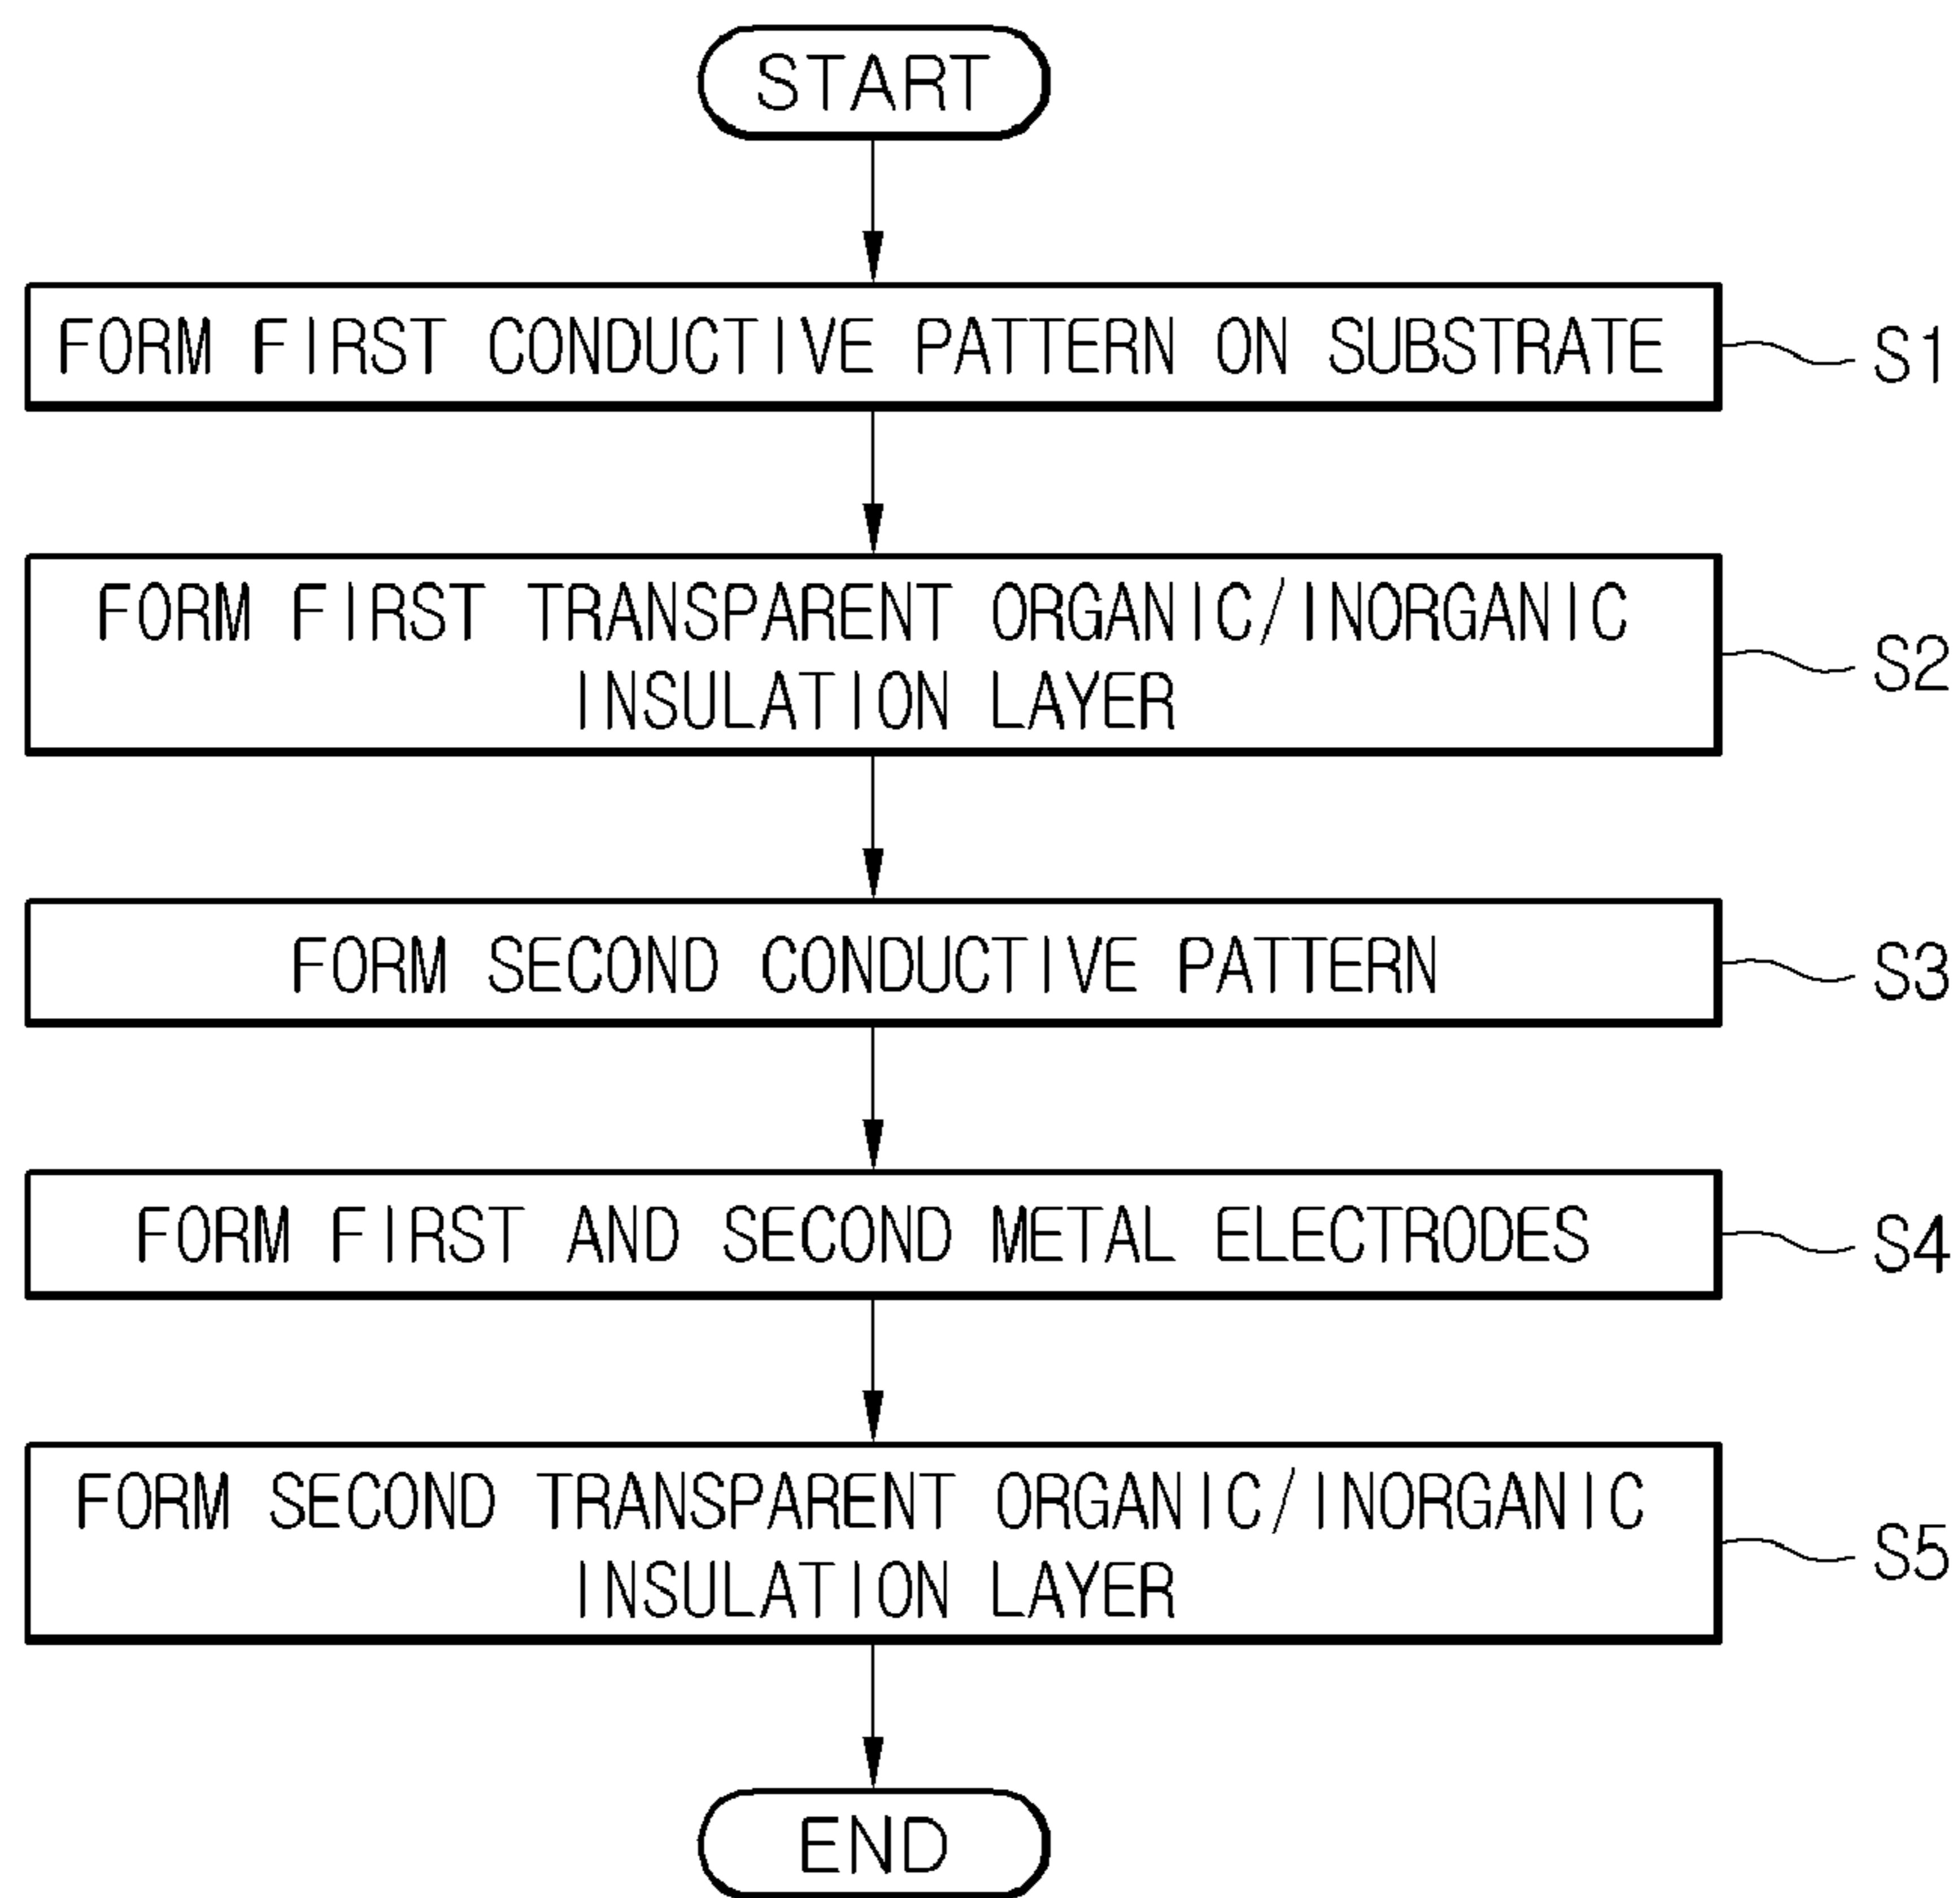 START
FORM FIRST CONDUCTIVE PATTERN ON SUBSTRATE
S1
FORM FIRST TRANSPARENT ORGANIC/INORGANIC
INSULATION LAYER
S2
FORM SECOND CONDUCTIVE PATTERN
S3
FORM FIRST AND SECOND METAL ELECTRODES
S4
FORM SECOND TRANSPARENT ORGANIC/INORGANIC
INSULATION LAYER
S5
END